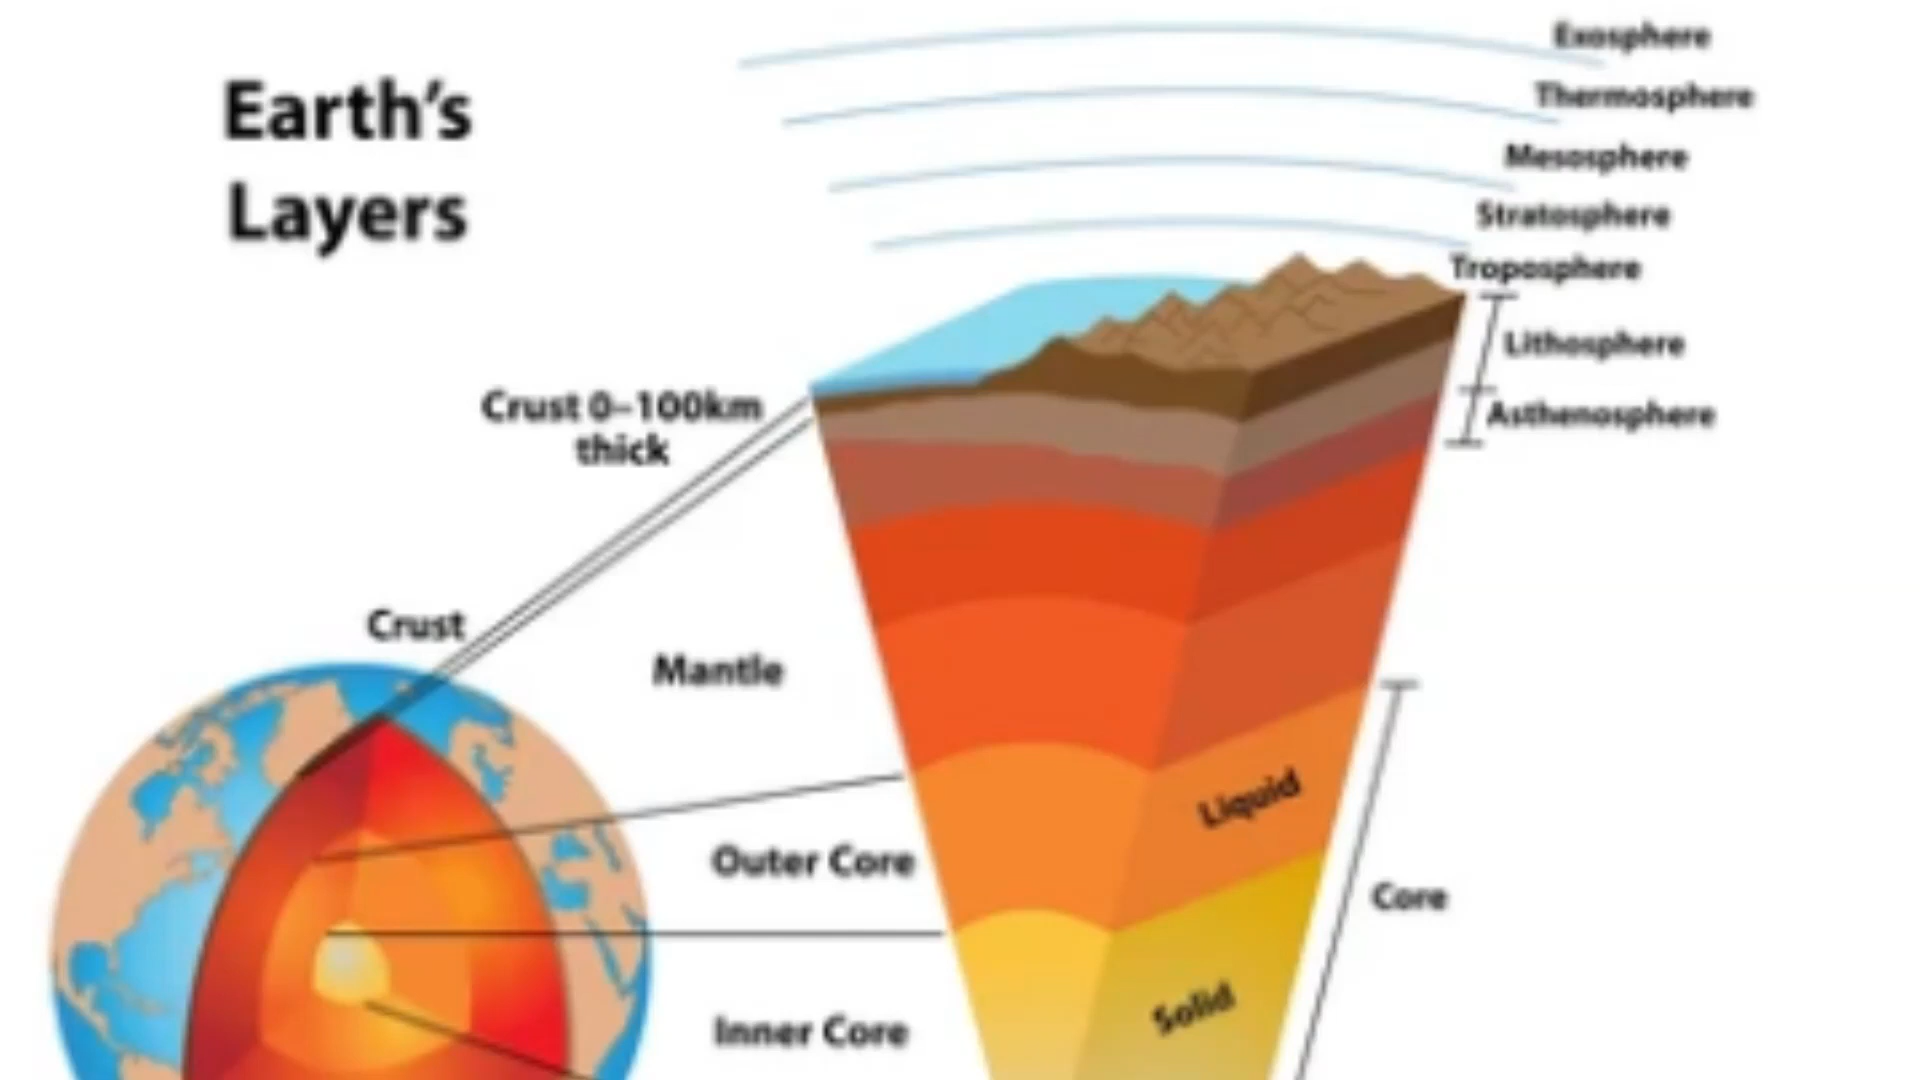 Earth's
Layers
Exosphere
Thermosphere
Mesosphere
Stratosphere
Troposphere
Lithosphere
Asthenosphere
Crust 0–100km
thick
Crust
Mantle
Liquid
Outer Core
Core
Solid
Inner Core